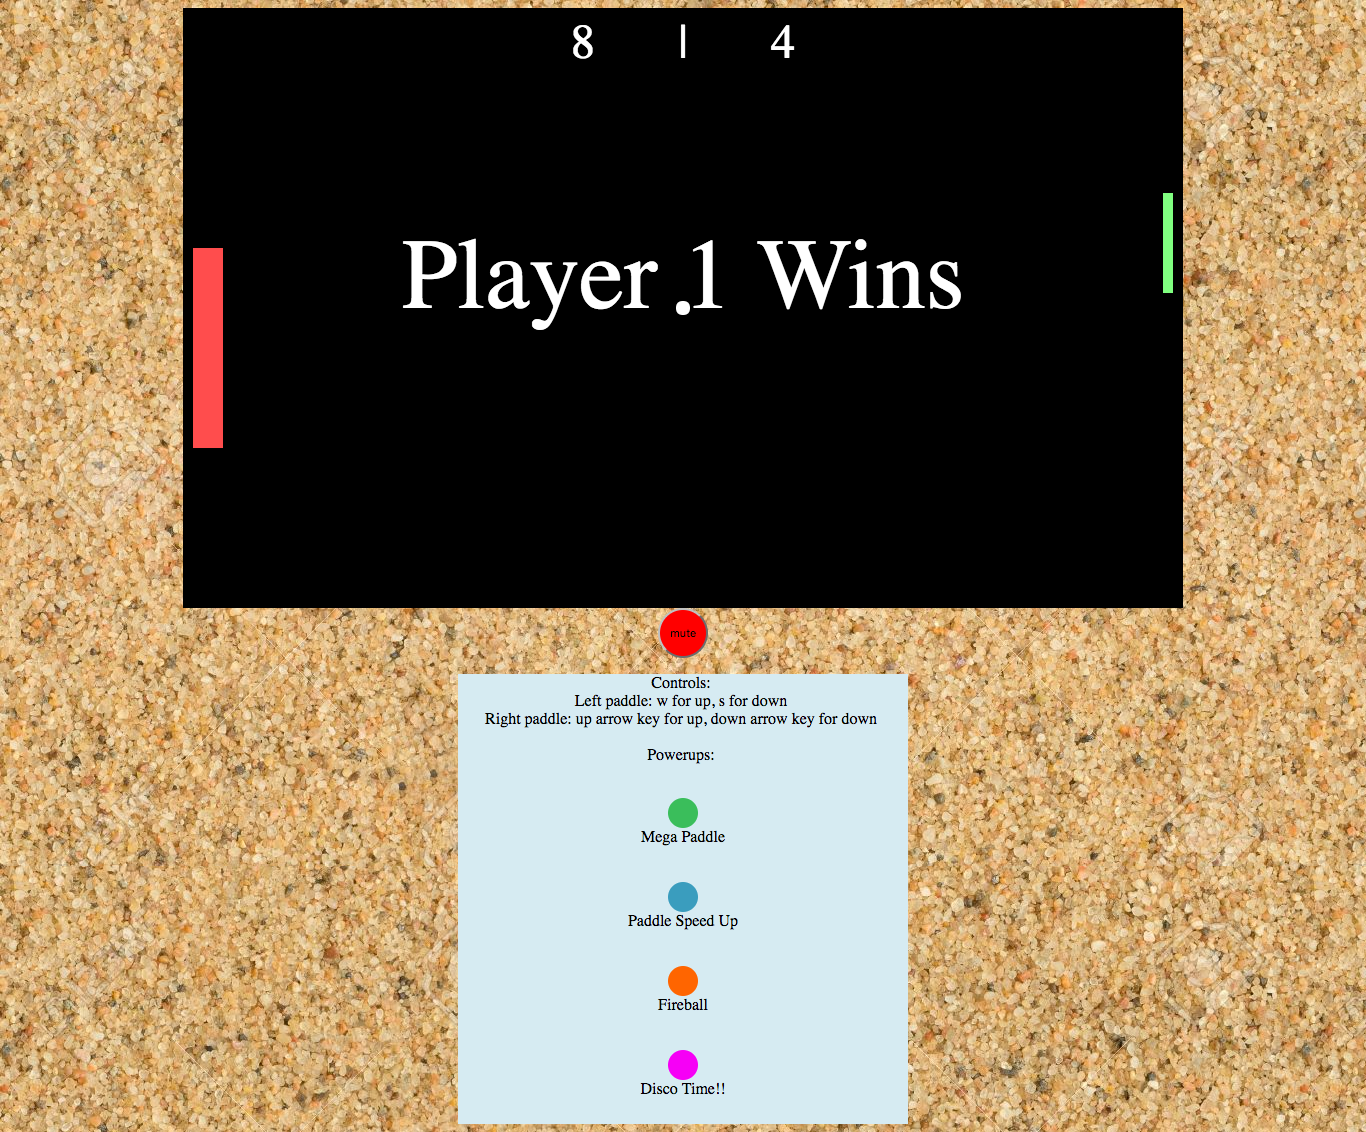 8 | 4
Player 1 Wins
mute
Controls:
Left paddle: w for up, s for down
Right paddle: up arrow key for up, down arrow key for down
Powerups:
Mega Paddle
Paddle Speed Up
Fireball
Disco Time!!